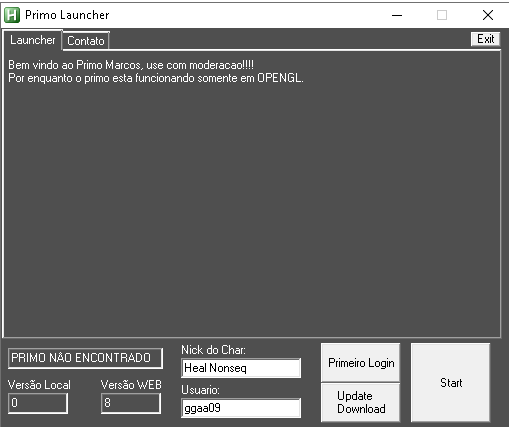 H Primo Launcher
Launcher Contato Exit
Bem vindo ao Primo Marcos, use com moderacao!!!!
Por enquanto o primo esta funcionando somente em OPENGL.
PRIMO NÃO ENCONTRADO
Versão Local Versão WEB
0 8
Nick do Char:
Heal Nonseq
Usuario:
ggaa09
Primeiro Login
Update
Download
Start